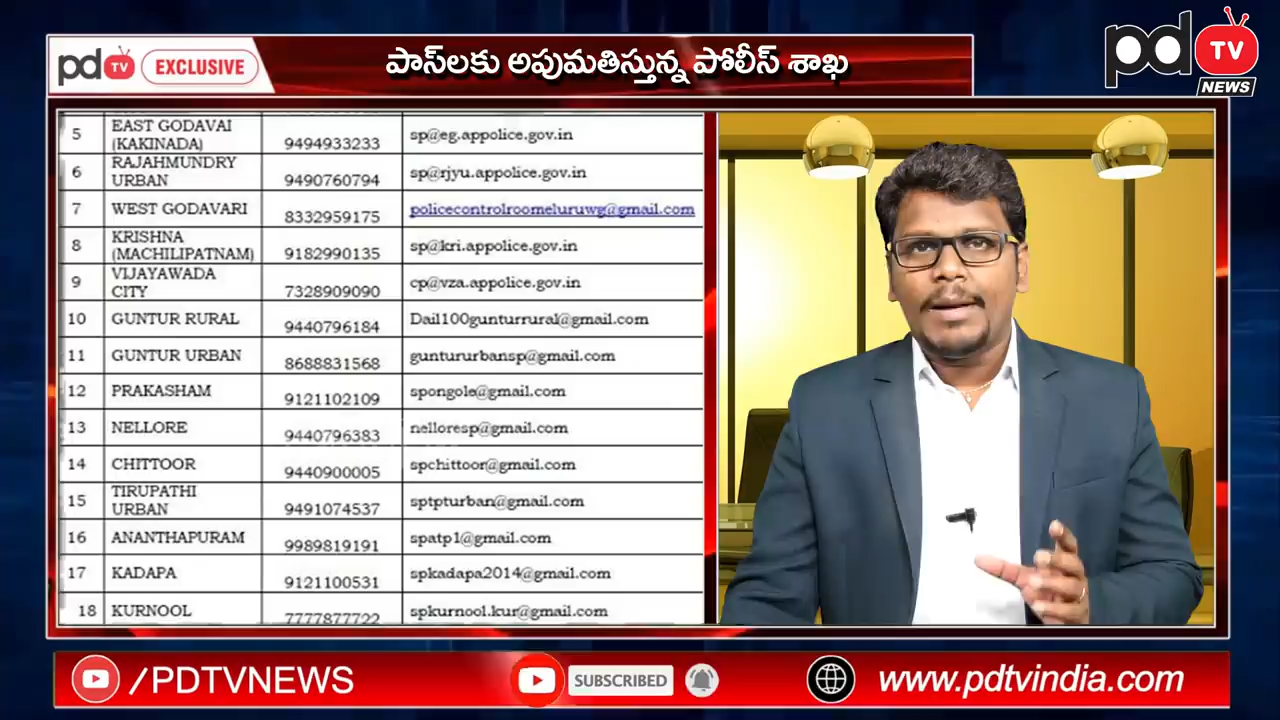 pd TV EXCLUSIVE
పాస్‌లకు అపుమతిస్తున్న పోలీస్ శాఖ
pd TV NEWS
5 EAST GODAVAI (KAKINADA) 9494933233 sp@eg.appolice.gov.in
6 RAJAHMUNDRY URBAN 9490760794 sp@rjyu.appolice.gov.in
7 WEST GODAVARI 8332959175 policecontrolroomeluruwg@gmail.com
8 KRISHNA (MACHILIPATNAM) 9182990135 sp@kri.appolice.gov.in
9 VIJAYAWADA CITY 7328909090 cp@vza.appolice.gov.in
10 GUNTUR RURAL 9440796184 Dail100gunturrural@gmail.com
11 GUNTUR URBAN 8688831568 guntururbansp@gmail.com
12 PRAKASHAM 9121102109 spongole@gmail.com
13 NELLORE 9440796383 nelloresp@gmail.com
14 CHITTOOR 9440900005 spchittoor@gmail.com
15 TIRUPATHI URBAN 9491074537 sptpturban@gmail.com
16 ANANTHAPURAM 9989819191 spatp1@gmail.com
17 KADAPA 9121100531 spkadapa2014@gmail.com
18 KURNOOL 7777877722 spkurnool.kur@gmail.com
/PDTVNEWS
SUBSCRIBED
www.pdtvindia.com